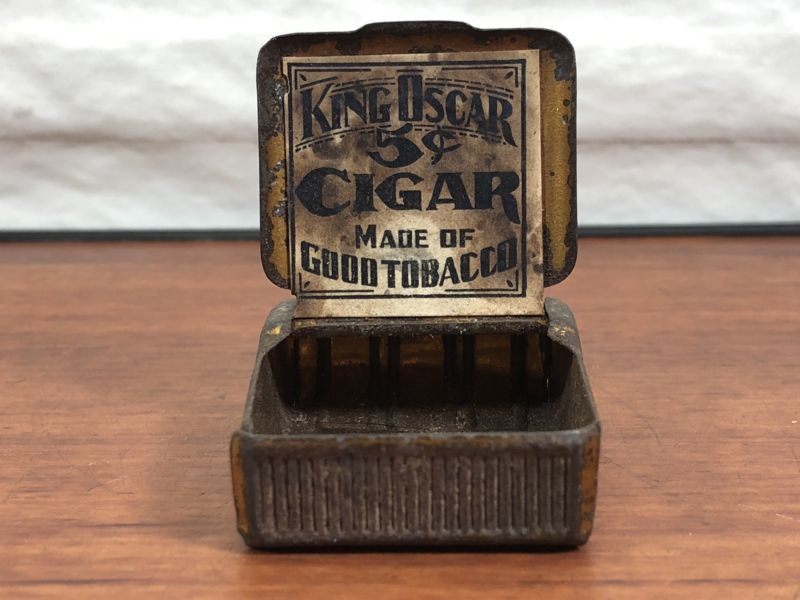 KING OSCAR
5¢
CIGAR
MADE OF
GOOD TOBACCO